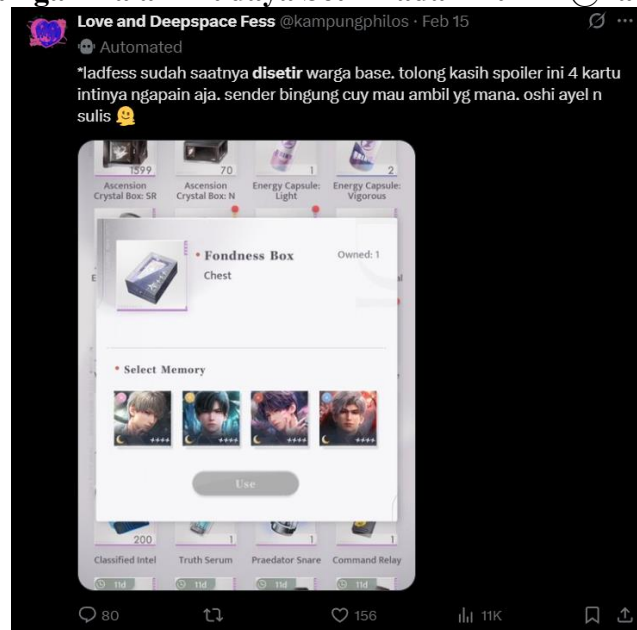 Love and Deepspace Fess @kampungphilos · Feb 15
Automated
*ladfess sudah saatnya disetir warga base. tolong kasih spoiler ini 4 kartu
intinya ngapain aja. sender bingung cuy mau ambil yg mana. oshi ayel n
sulis
1599
70
1
2
Ascension
Crystal Box: SR
Ascension
Crystal Box: N
Energy Capsule:
Light
Energy Capsule:
Vigorous
Fondness Box
Owned: 1
Chest
Select Memory
Use
200
1
1
1
Classified Intel
Truth Serum
Praedator Snare
Command Relay
11d
11d
11d
11d
80
156
11K